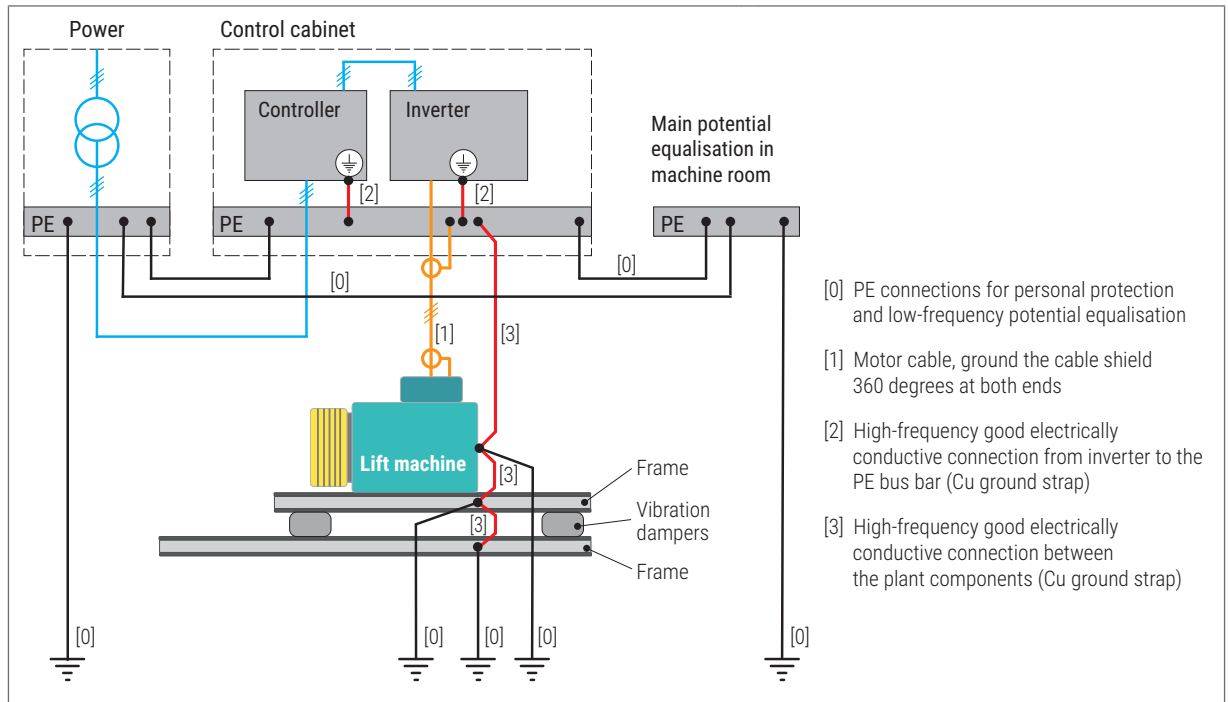 Power
Control cabinet
Controller
Inverter
Main potential
equalisation in
machine room
[2]
[2]
PE
PE
PE
[0]
[0]
[1]
[3]
[0] PE connections for personal protection
and low-frequency potential equalisation
[1] Motor cable, ground the cable shield
360 degrees at both ends
[2] High-frequency good electrically
conductive connection from inverter to the
PE bus bar (Cu ground strap)
[3] High-frequency good electrically
conductive connection between
the plant components (Cu ground strap)
Lift machine
[3]
Frame
[3]
Vibration
dampers
Frame
[0]
[0]
[0]
[0]
[0]